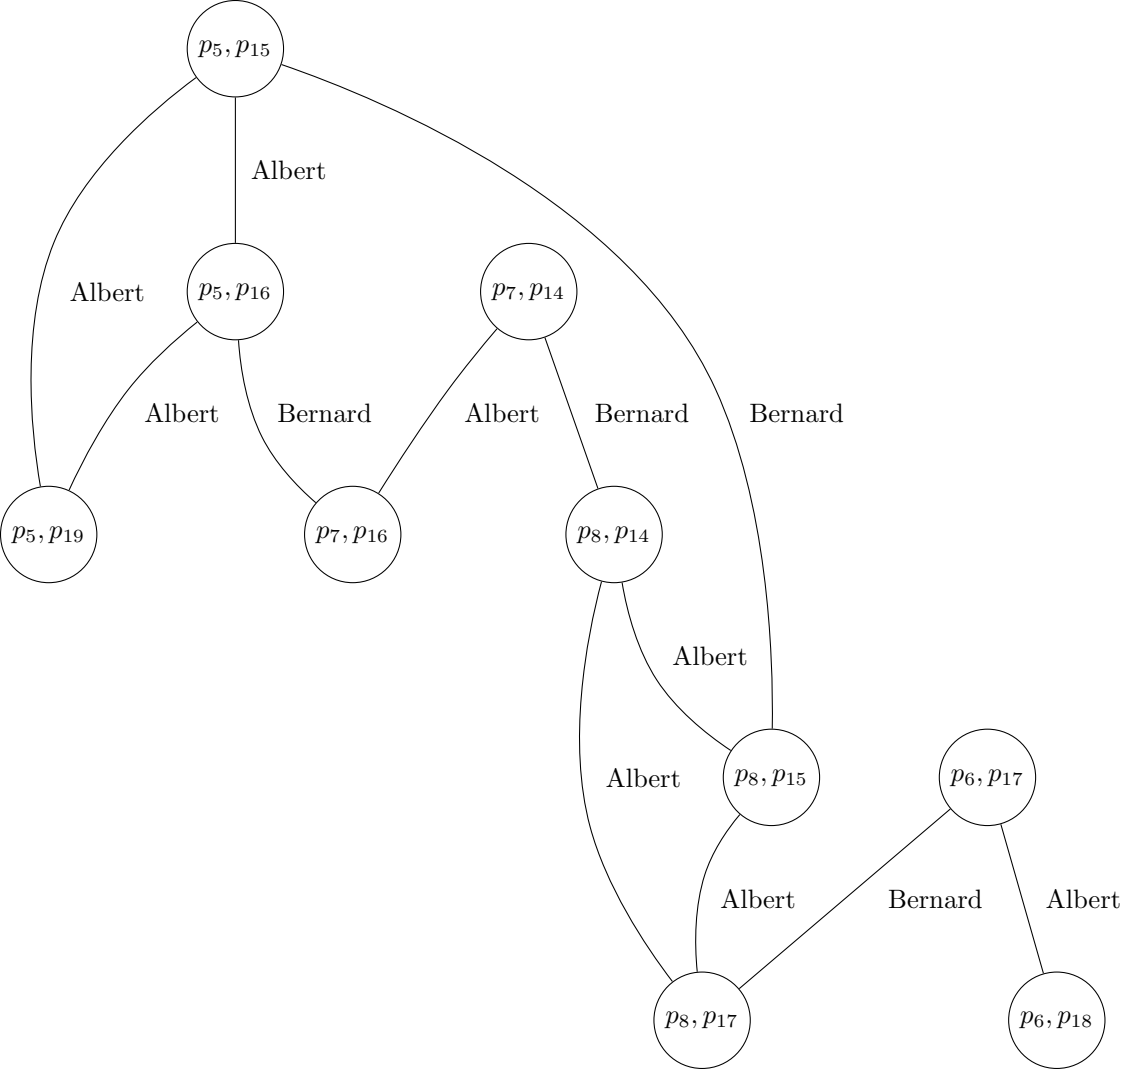 p₅, p₁₅
Albert
Albert
p₅, p₁₆
p₇, p₁₄
Albert
Bernard
Albert
Bernard
Bernard
p₅, p₁₉
p₇, p₁₆
p₈, p₁₄
Albert
Albert
p₈, p₁₅
p₆, p₁₇
Albert
Bernard
Albert
p₈, p₁₇
p₆, p₁₈